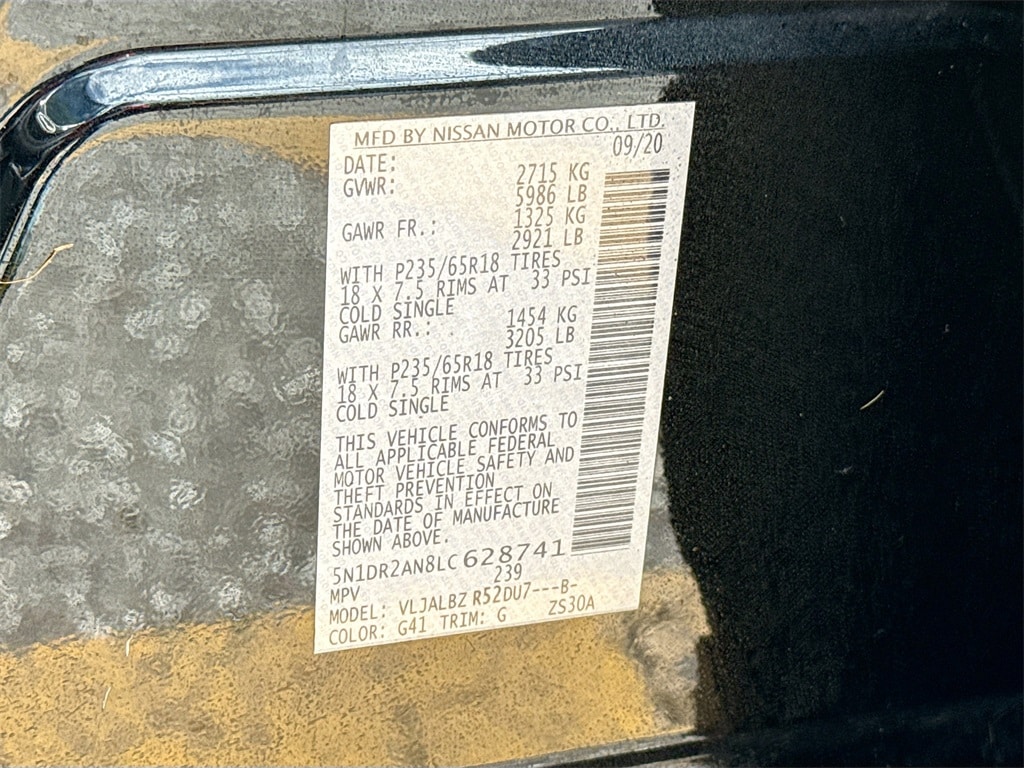 MFD BY NISSAN MOTOR CO., LTD.
DATE: 09/20
GVWR: 2715 KG
5986 LB
GAWR FR.: 1325 KG
2921 LB
WITH P235/65R18 TIRES
18 X 7.5 RIMS AT 33 PSI
COLD SINGLE
GAWR RR.: 1454 KG
3205 LB
WITH P235/65R18 TIRES
18 X 7.5 RIMS AT 33 PSI
COLD SINGLE
THIS VEHICLE CONFORMS TO
ALL APPLICABLE FEDERAL
MOTOR VEHICLE SAFETY AND
THEFT PREVENTION
STANDARDS IN EFFECT ON
THE DATE OF MANUFACTURE
SHOWN ABOVE.
5N1DR2AN8LC628741
MPV 239
MODEL: VLJALBZ R52DU7---B-
COLOR: G41 TRIM: G ZS30A